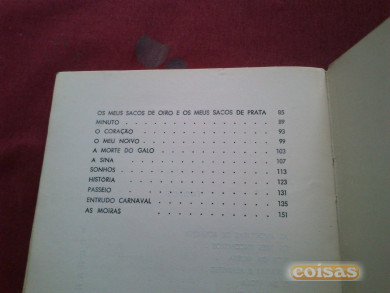 OS MEUS SACOS DE OIRO E OS MEUS SACOS DE PRATA 85
MINUTO 89
O CORAÇÃO 93
O MEU NOIVO 99
A MORTE DO GALO 103
A SINA 107
SONHOS 113
HISTÓRIA 123
PASSEIO 131
ENTRUDO CARNAVAL 135
AS MOIRAS 151
coisas